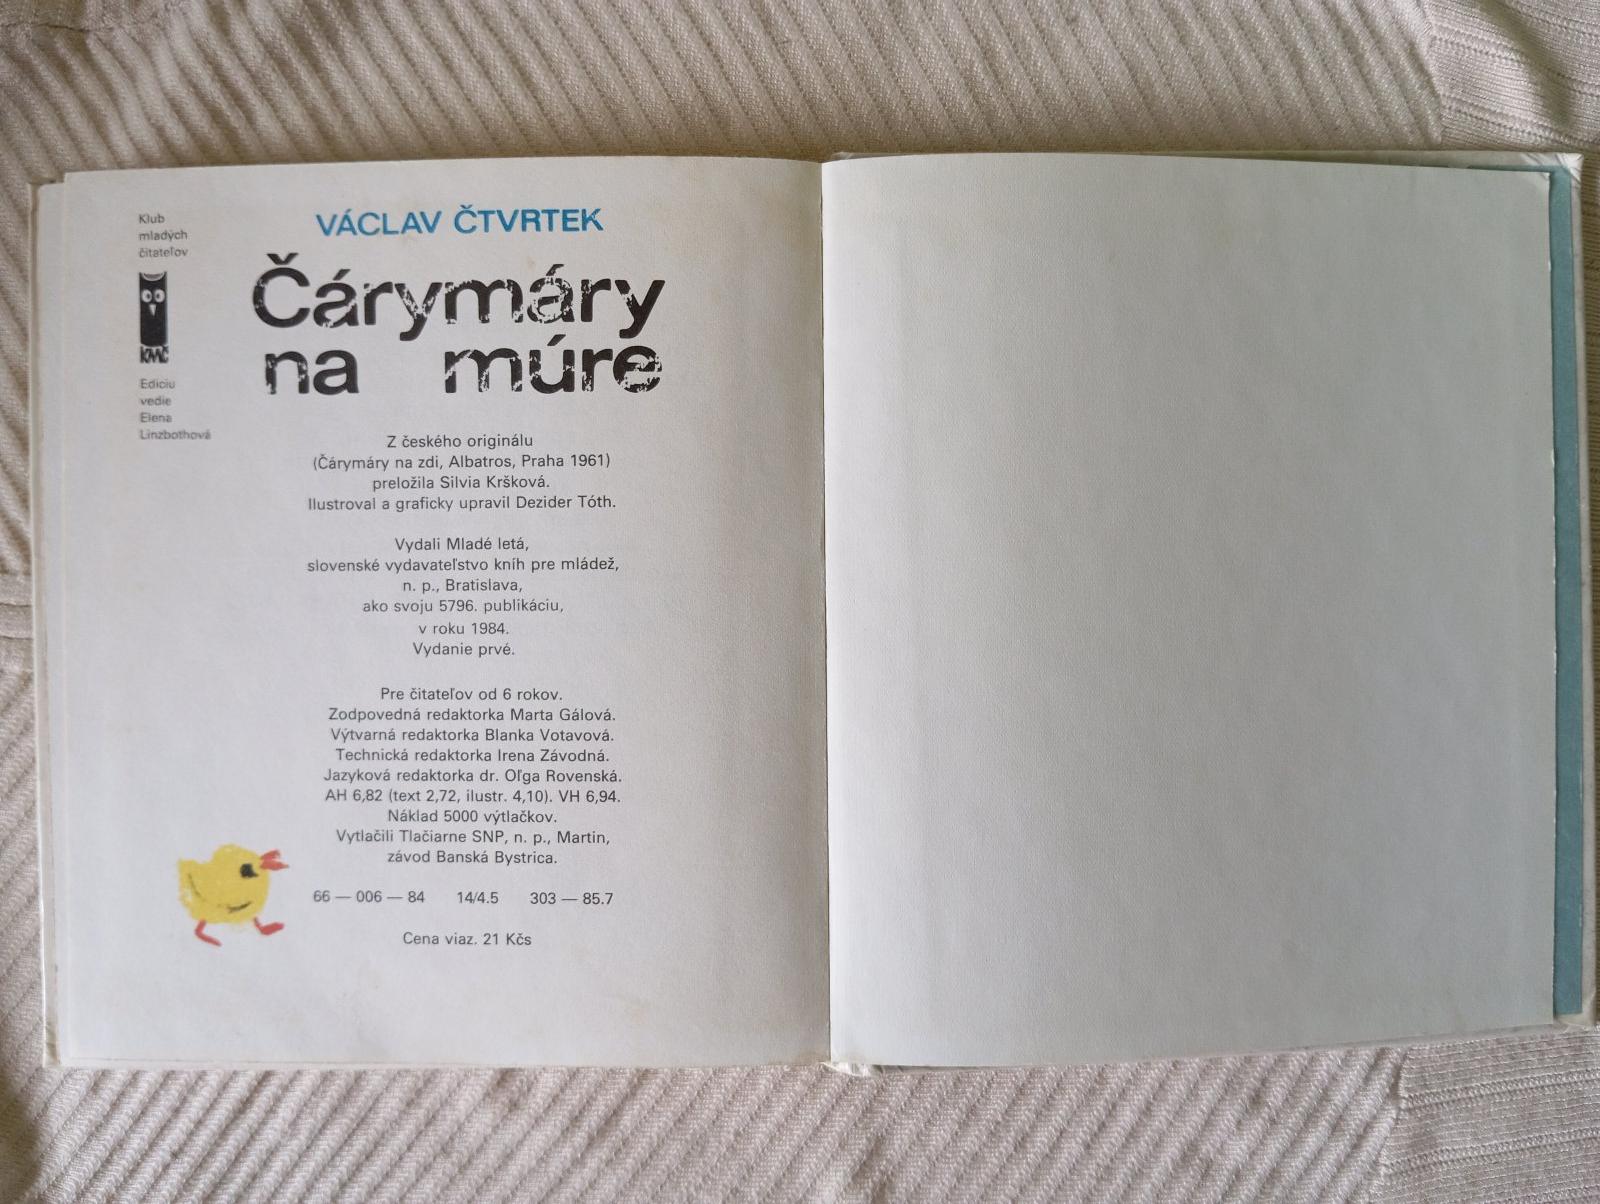 Klub
mladých
čitateľov
KMČ
Ediciu
vedie
Elena
Linzbothová
VÁCLAV ČTVRTEK
Čárymáry
na múre
Z českého originálu
(Čárymáry na zdi, Albatros, Praha 1961)
preložila Silvia Kršková.
Ilustroval a graficky upravil Dezider Tóth.
Vydali Mladé letá,
slovenské vydavateľstvo kníh pre mládež,
n. p., Bratislava,
ako svoju 5796. publikáciu,
v roku 1984.
Vydanie prvé.
Pre čitateľov od 6 rokov.
Zodpovedná redaktorka Marta Gálová.
Výtvarná redaktorka Blanka Votavová.
Technická redaktorka Irena Závodná.
Jazyková redaktorka dr. Oľga Rovenská.
AH 6,82 (text 2,72, ilustr. 4,10). VH 6,94.
Náklad 5000 výtlačkov.
Vytlačili Tlačiarne SNP, n. p., Martin,
závod Banská Bystrica.
66 — 006 — 84 14/4.5 303 — 85.7
Cena viaz. 21 Kčs